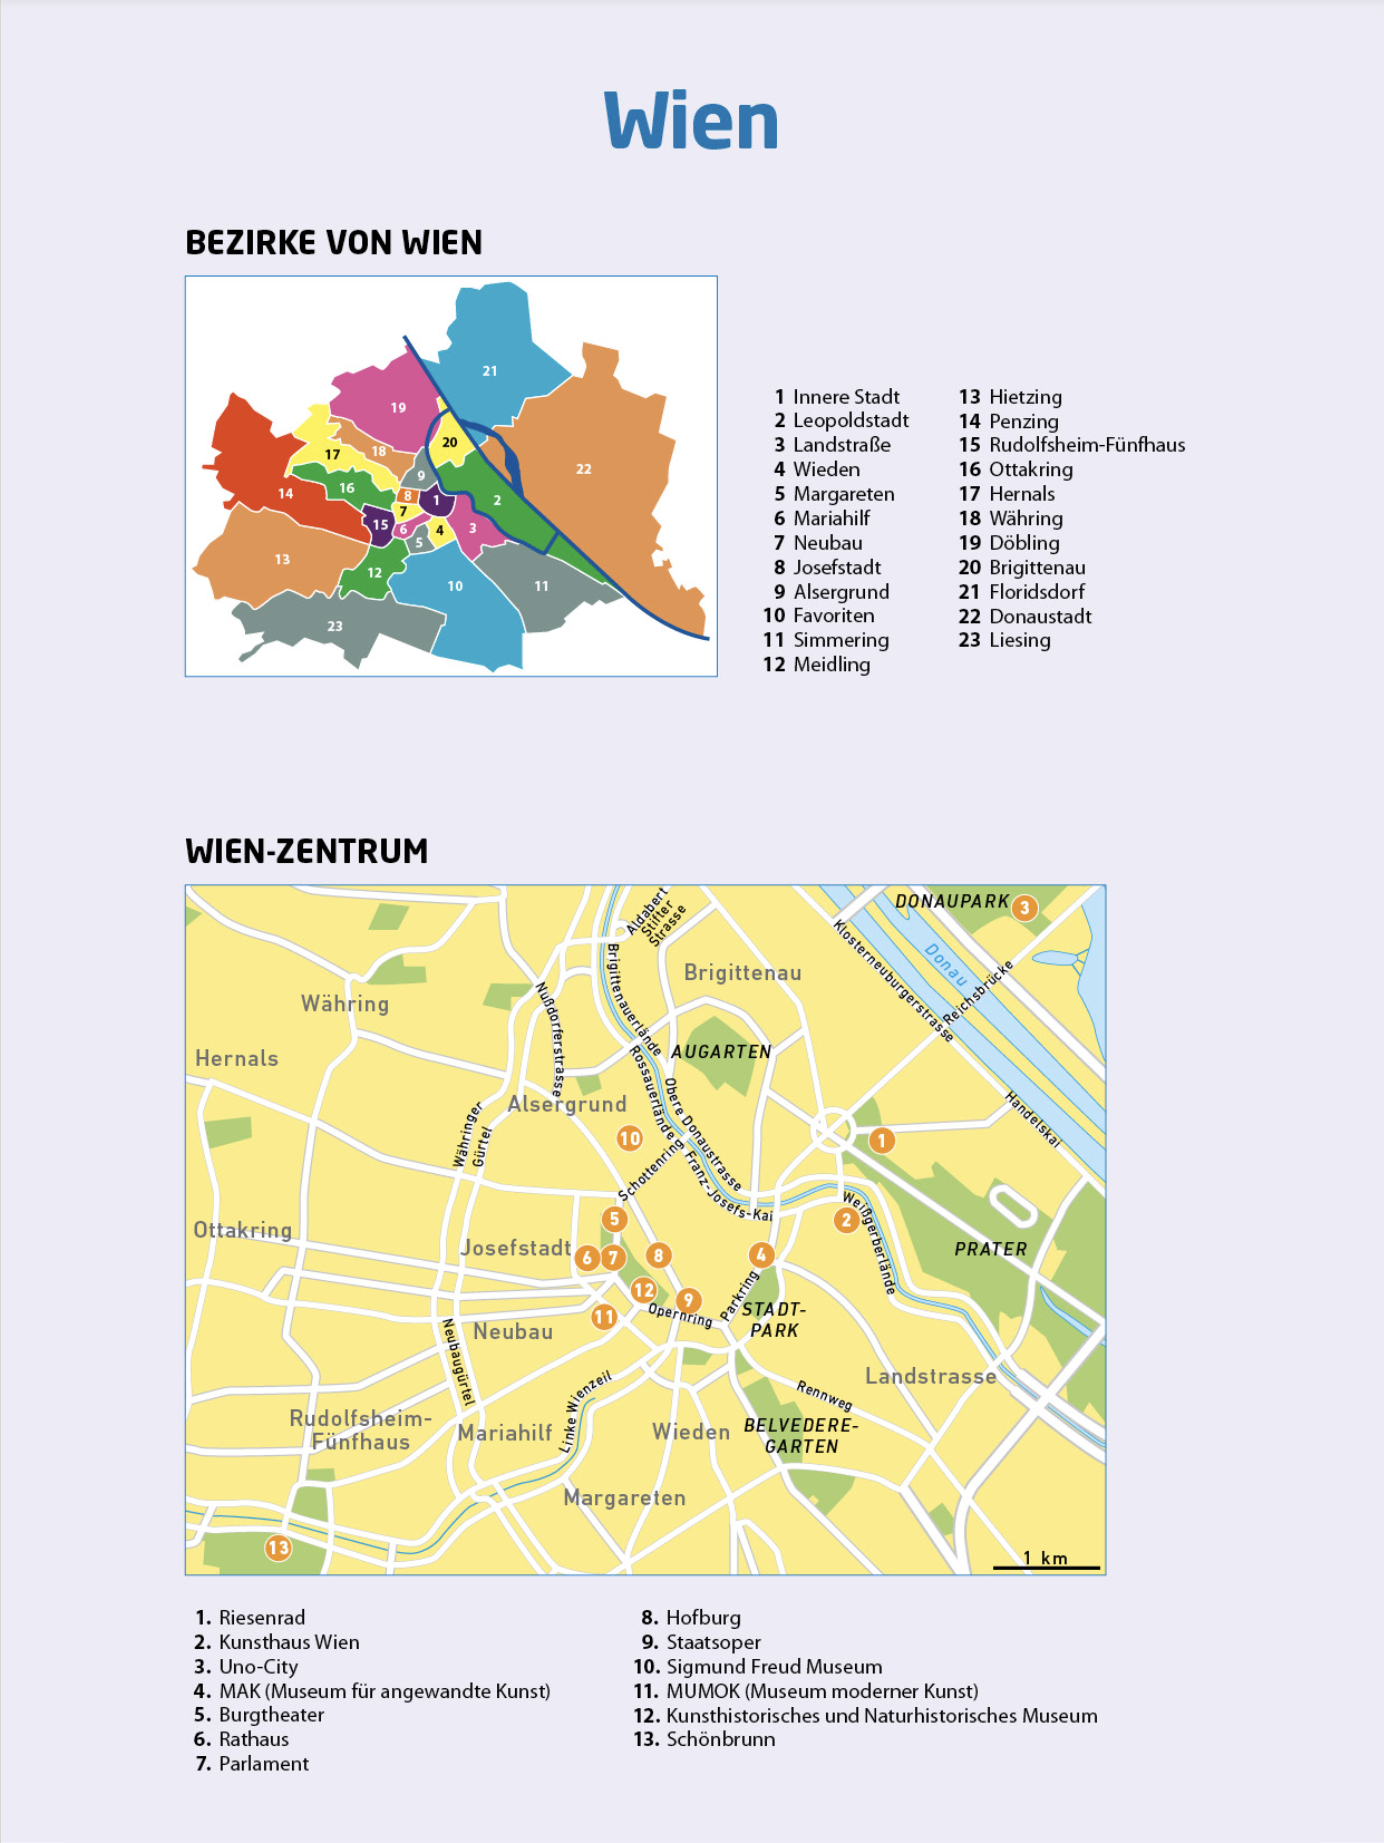 Wien
BEZIRKE VON WIEN
21
19
20
22
18
17
9
16
8
1
2
14
7
15
6
4
3
5
13
12
10
11
23
1 Innere Stadt
2 Leopoldstadt
3 Landstraße
4 Wieden
5 Margareten
6 Mariahilf
7 Neubau
8 Josefstadt
9 Alsergrund
10 Favoriten
11 Simmering
12 Meidling
13 Hietzing
14 Penzing
15 Rudolfsheim-Fünfhaus
16 Ottakring
17 Hernals
18 Währing
19 Döbling
20 Brigittenau
21 Floridsdorf
22 Donaustadt
23 Liesing
WIEN-ZENTRUM
Aldabert
Stifter
Strasse
DONAUPARK
3
Klosterneuburgerstrasse
Donau
Reichsbrücke
Brigittenau
Brigittenauerlände
Währing
Nußdorferstrasse
Hernals
AUGARTEN
Rossauerlände
Obere Donaustrasse
Alsergrund
Handelskai
Währinger
Gürtel
10
1
Schottenring
Franz-Josefs-Kai
Weißgerberlände
5
2
Ottakring
Josefstadt
6
7
8
4
PRATER
12
9
Parkring
Opernring
STADT-
PARK
11
Neubau
Neubaugürtel
Landstrasse
Linke Wienzeil
Rennweg
Rudolfsheim-
Fünfhaus
Mariahilf
Wieden
BELVEDERE-
GARTEN
Margareten
13
1 km
1. Riesenrad
2. Kunsthaus Wien
3. Uno-City
4. MAK (Museum für angewandte Kunst)
5. Burgtheater
6. Rathaus
7. Parlament
8. Hofburg
9. Staatsoper
10. Sigmund Freud Museum
11. MUMOK (Museum moderner Kunst)
12. Kunsthistorisches und Naturhistorisches Museum
13. Schönbrunn